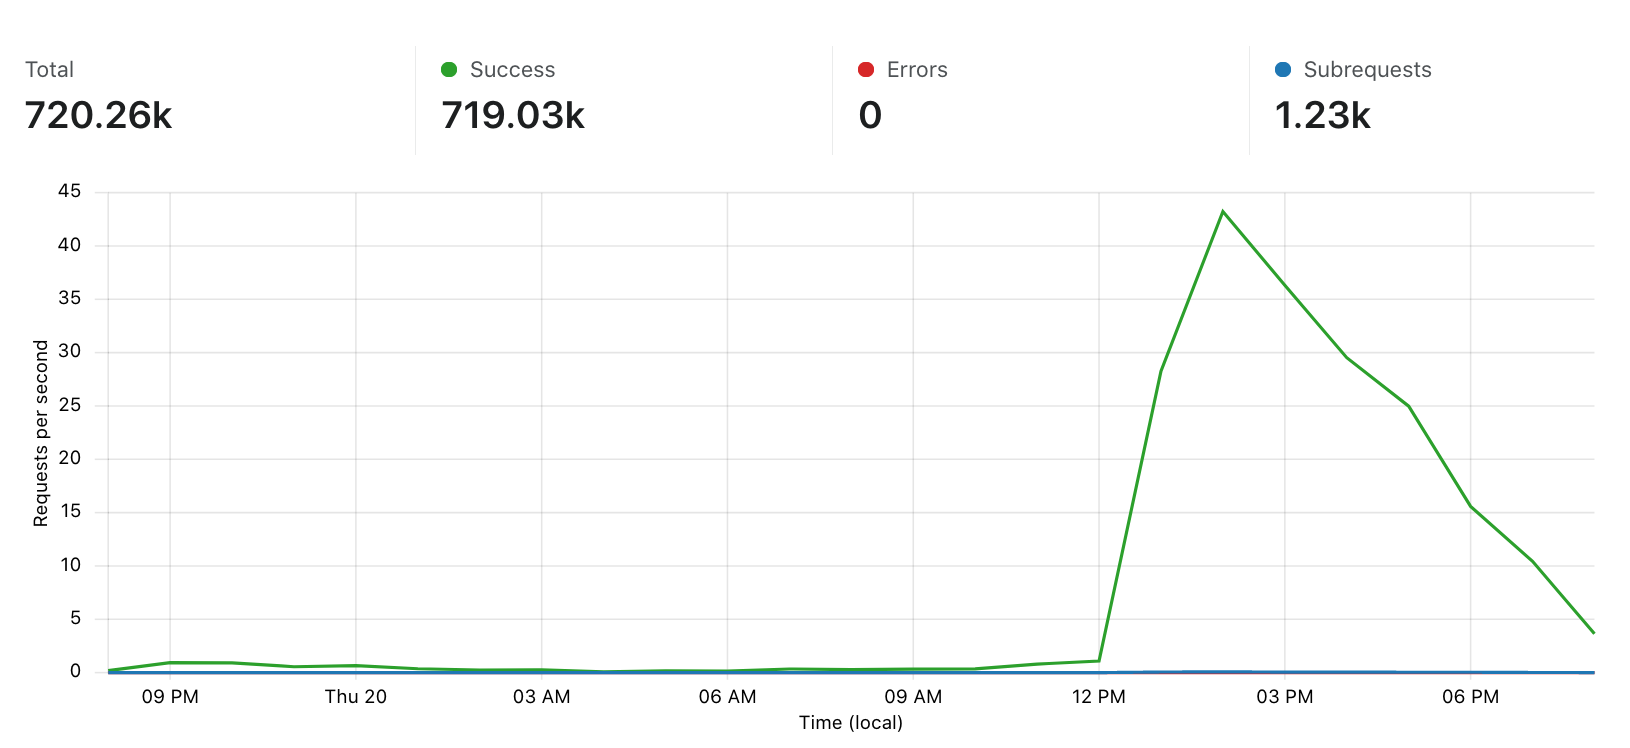 Total
Success
Errors
Subrequests
720.26k
719.03k
0
1.23k
45
40
35
30
25
20
15
10
5
0
Requests per second
09 PM
Thu 20
03 AM
06 AM
09 AM
12 PM
03 PM
06 PM
Time (local)